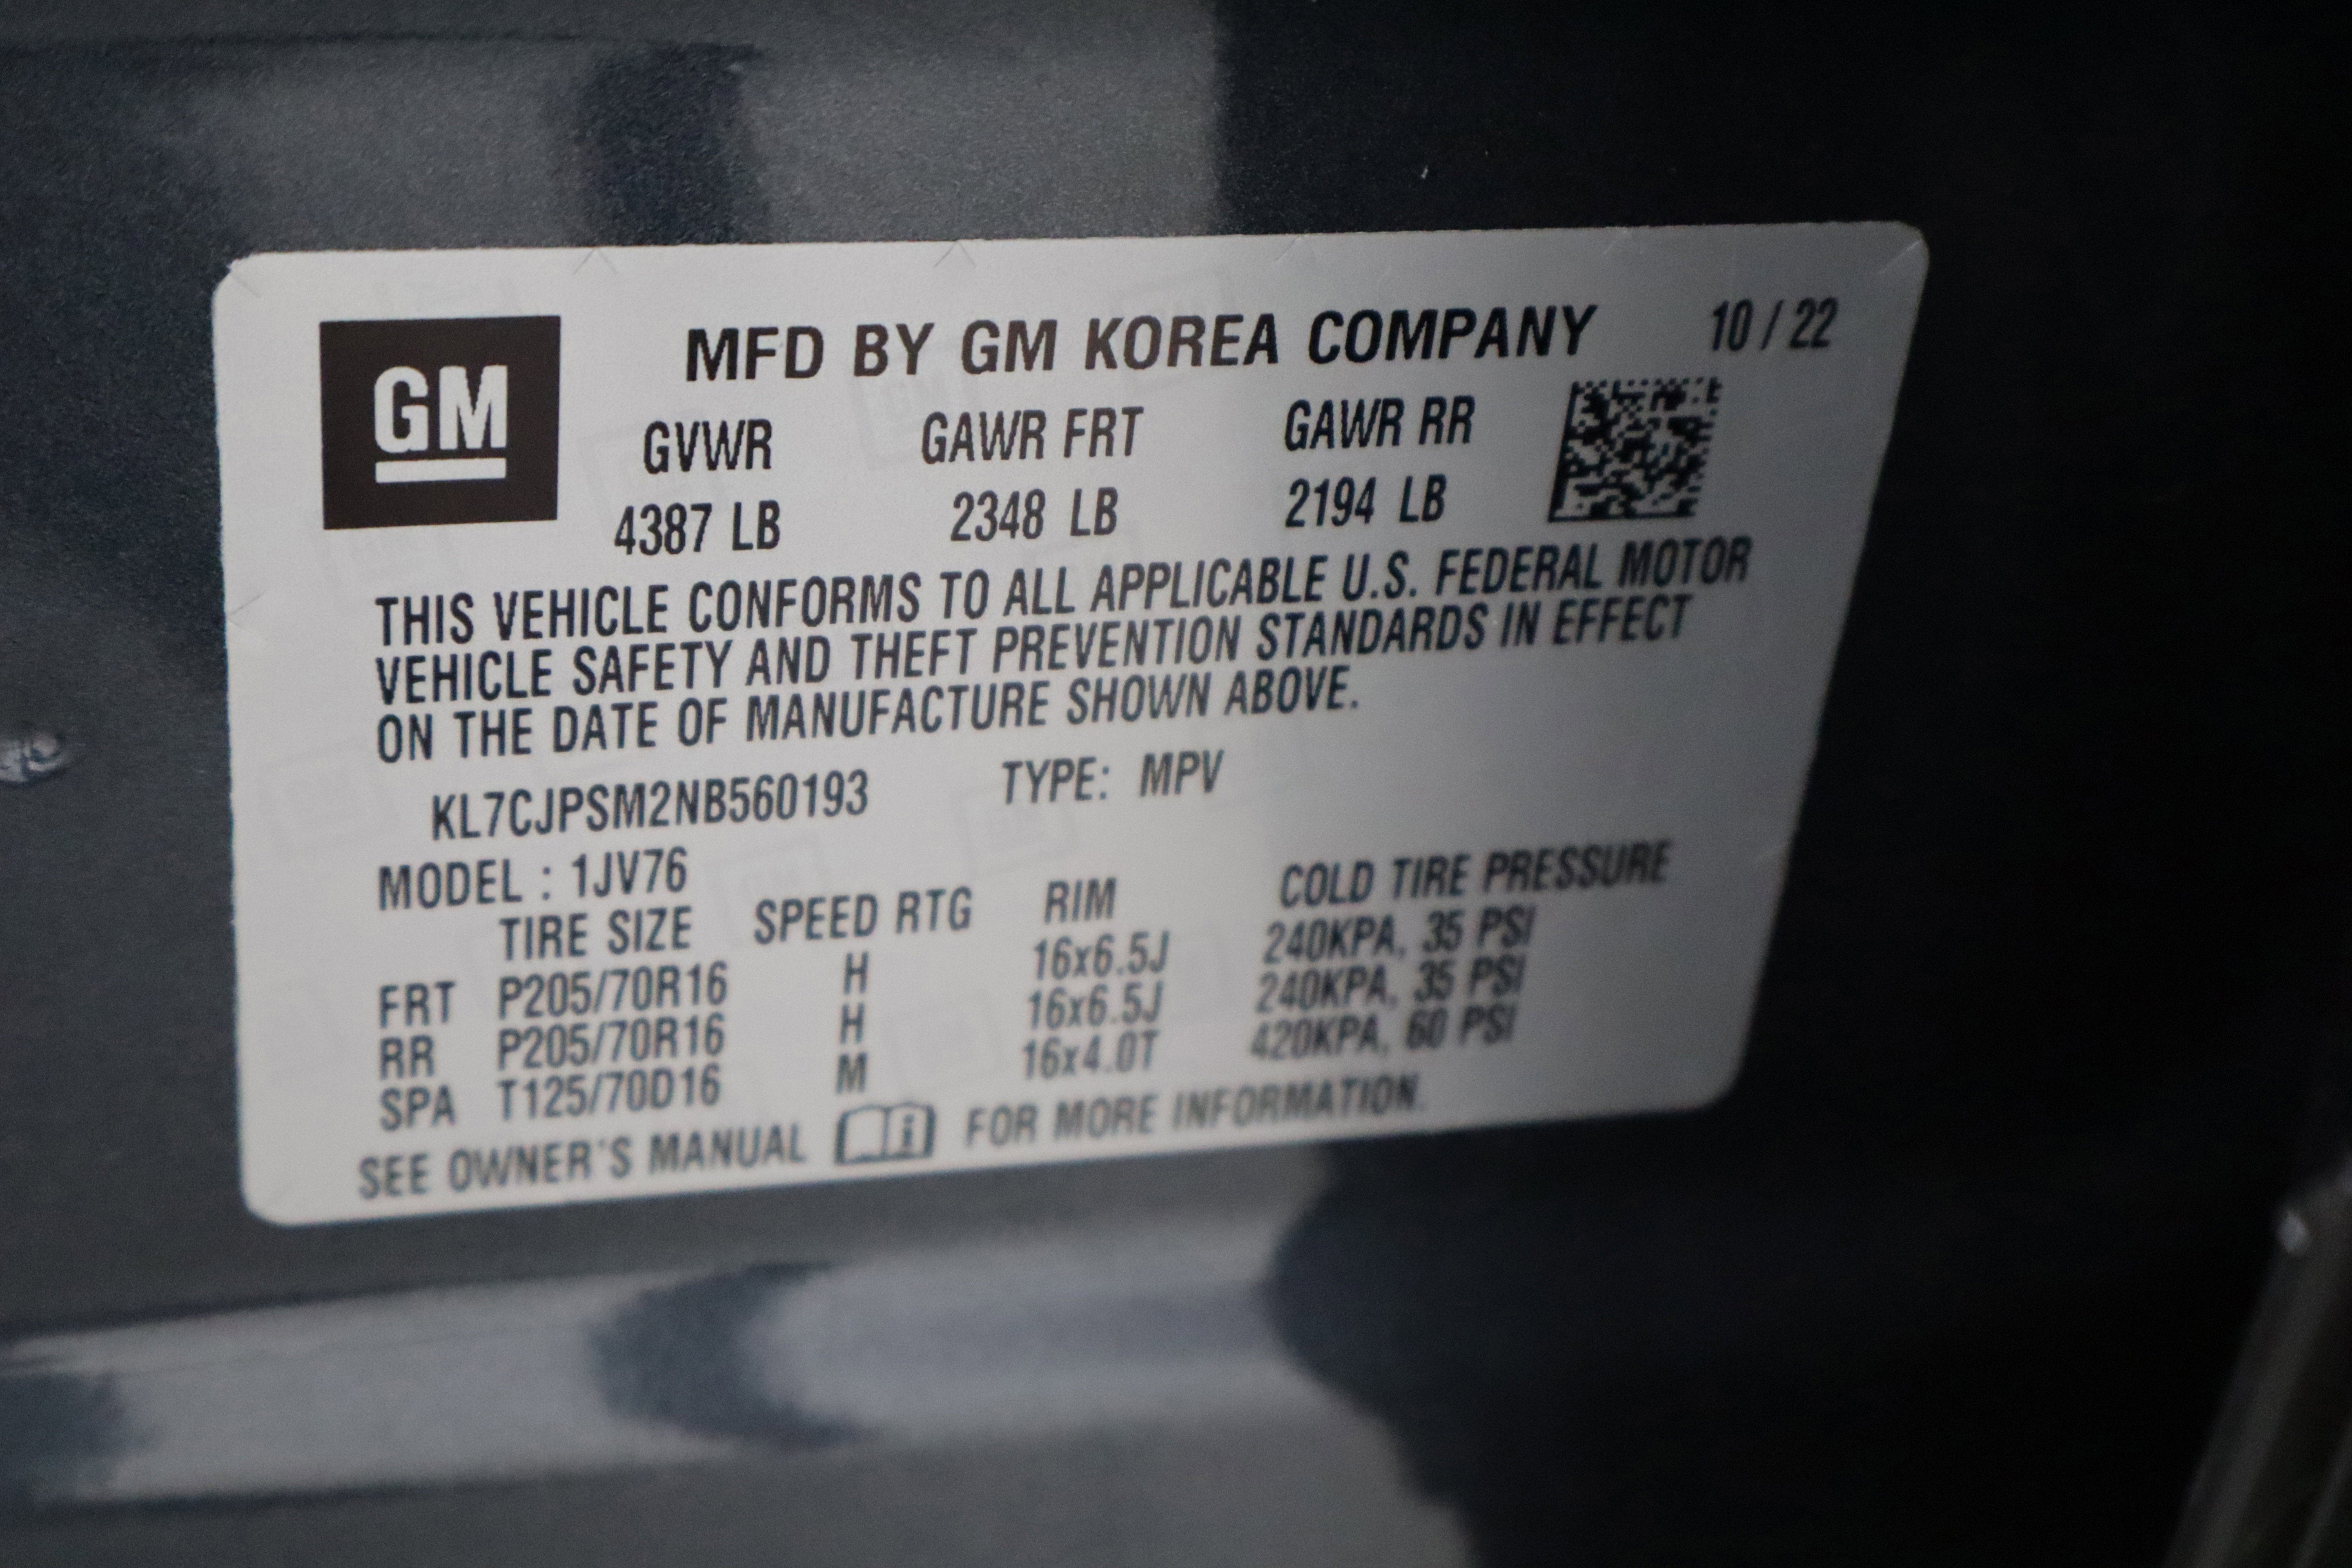 GM
MFD BY GM KOREA COMPANY 10 / 22
GVWR GAWR FRT GAWR RR
4387 LB 2348 LB 2194 LB
THIS VEHICLE CONFORMS TO ALL APPLICABLE U.S. FEDERAL MOTOR
VEHICLE SAFETY AND THEFT PREVENTION STANDARDS IN EFFECT
ON THE DATE OF MANUFACTURE SHOWN ABOVE.
KL7CJPSM2NB560193 TYPE: MPV
MODEL : 1JV76
TIRE SIZE SPEED RTG RIM COLD TIRE PRESSURE
FRT P205/70R16 H 16x6.5J 240KPA, 35 PSI
RR P205/70R16 H 16x6.5J 240KPA, 35 PSI
SPA T125/70D16 M 16x4.0T 420KPA, 60 PSI
SEE OWNER'S MANUAL FOR MORE INFORMATION.